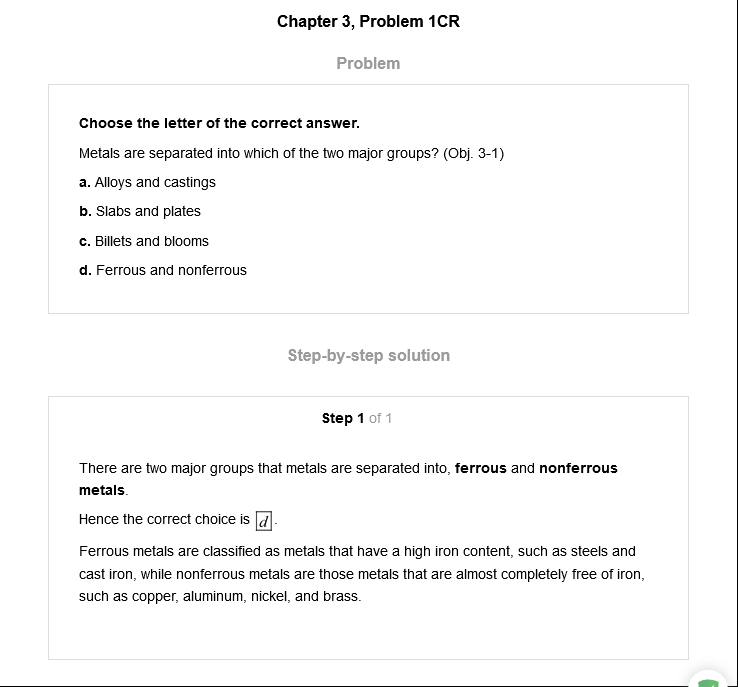 Chapter 3, Problem 1CR
Problem
Choose the letter of the correct answer.
Metals are separated into which of the two major groups? (Obj. 3-1)
a. Alloys and castings
b. Slabs and plates
c. Billets and blooms
d. Ferrous and nonferrous
Step-by-step solution
Step 1 of 1
There are two major groups that metals are separated into, ferrous and nonferrous
metals.
Hence the correct choice is d.
Ferrous metals are classified as metals that have a high iron content, such as steels and
cast iron, while nonferrous metals are those metals that are almost completely free of iron,
such as copper, aluminum, nickel, and brass.